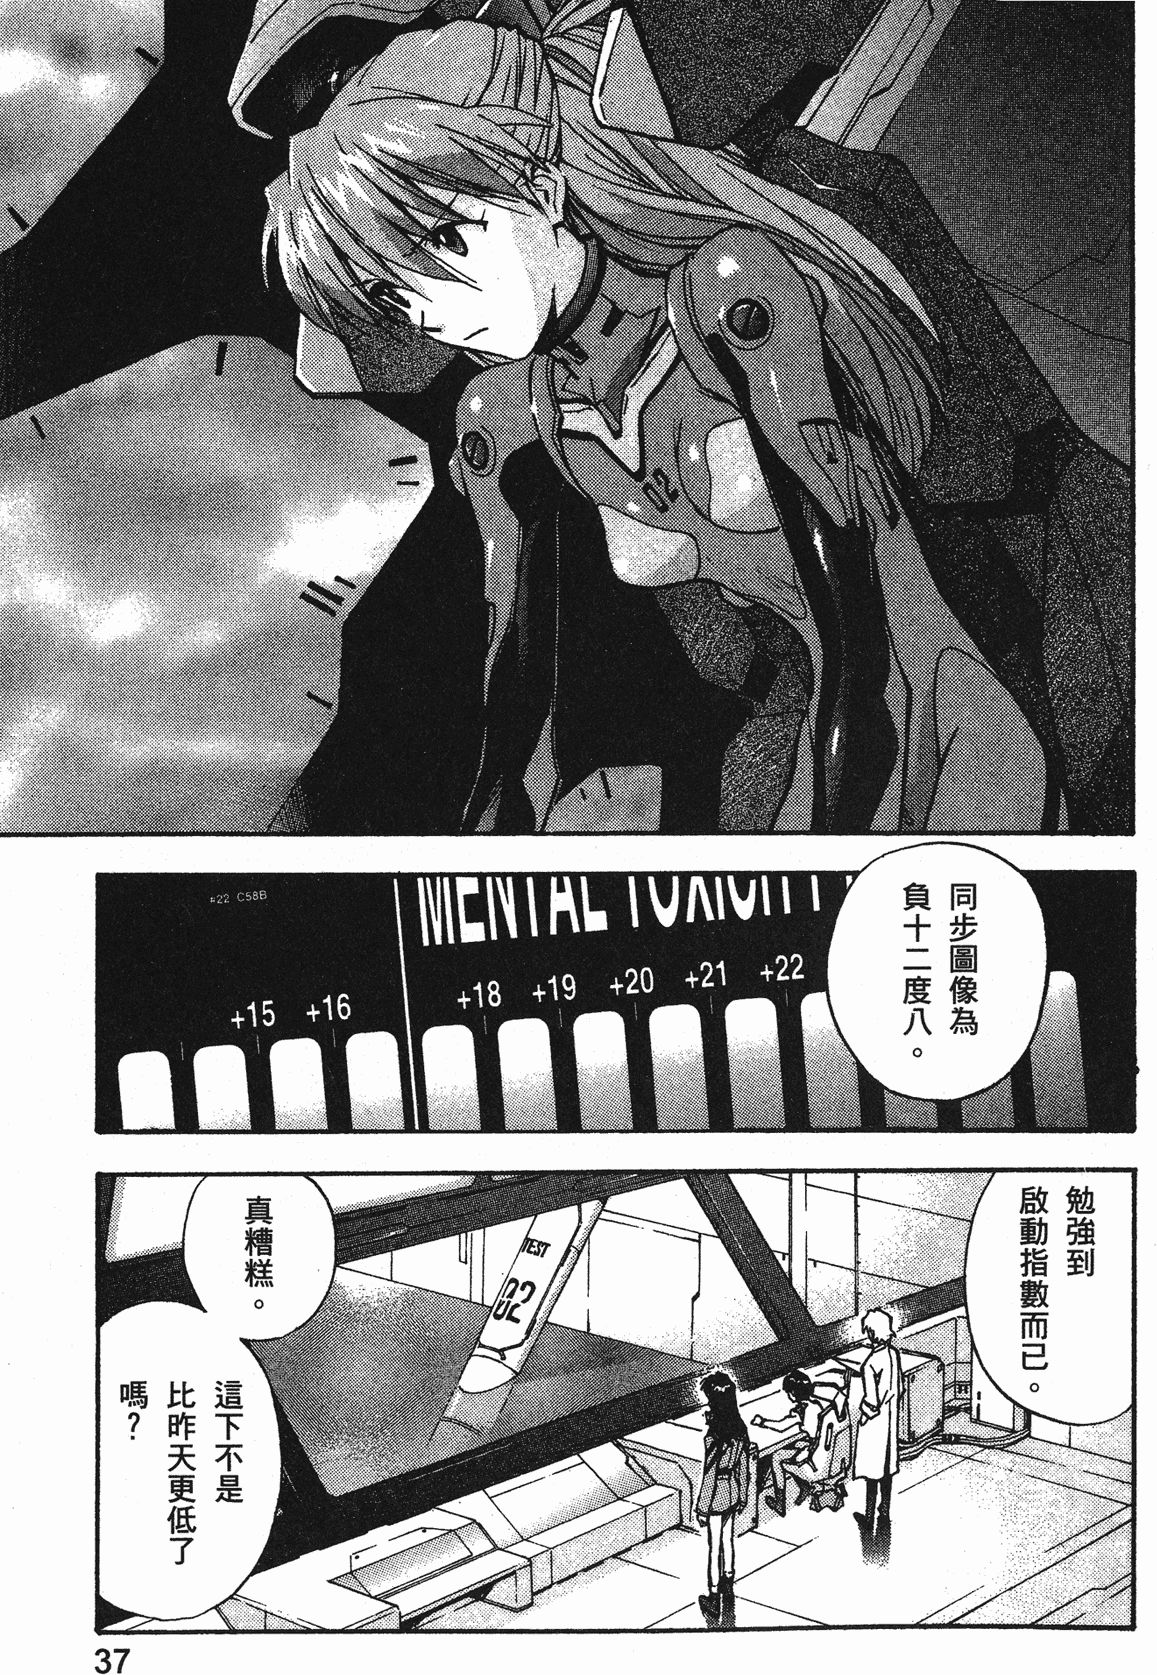 02
#22 C58B
MENTAL TOXICITY
+15
+16
+18
+19
+20
+21
+22
同步圖像為
負十二度八。
勉強到
啟動指數而已。
TEST
02
真糟糕。
這下不是
比昨天更低了
嗎？
37